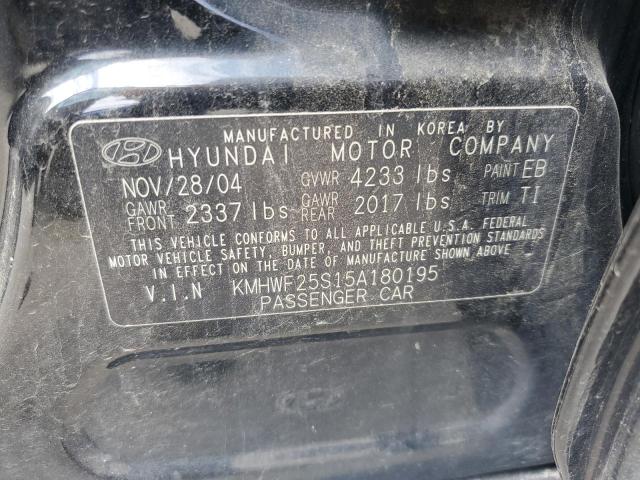 MANUFACTURED IN KOREA BY
HYUNDAI MOTOR COMPANY
NOV/28/04 GVWR 4233 lbs PAINT EB
GAWR FRONT 2337 lbs GAWR REAR 2017 lbs TRIM TI
THIS VEHICLE CONFORMS TO ALL APPLICABLE U.S.A. FEDERAL
MOTOR VEHICLE SAFETY, BUMPER, AND THEFT PREVENTION STANDARDS
IN EFFECT ON THE DATE OF MANUFACTURE SHOWN ABOVE
V.I.N KMHWF25S15A180195
PASSENGER CAR